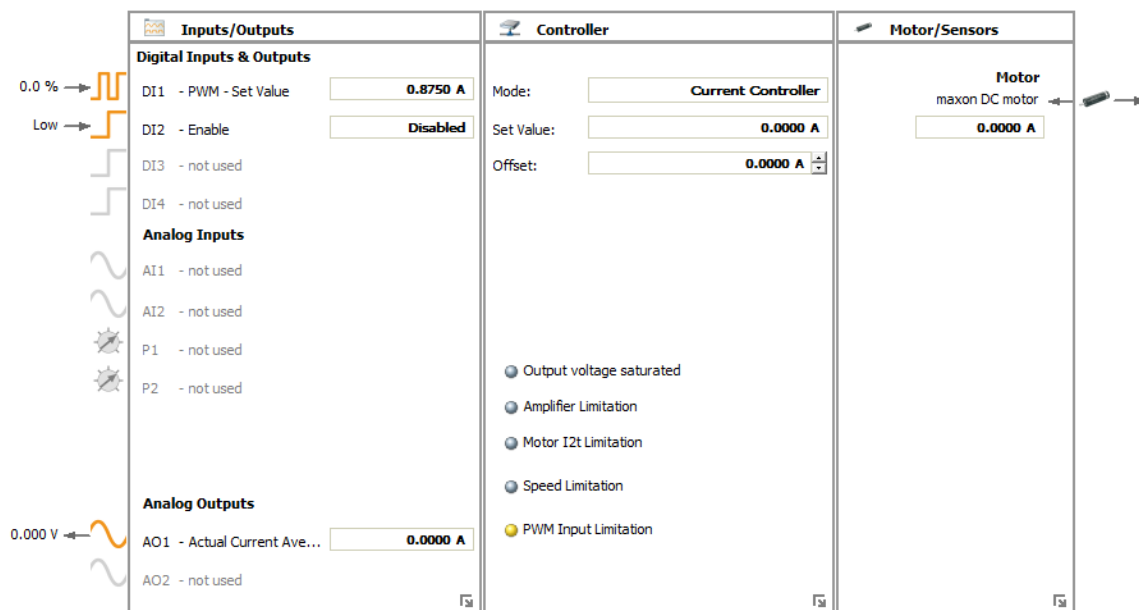 Inputs/Outputs
Digital Inputs & Outputs
0.0 %
DI1 - PWM - Set Value 0.8750 A
Low
DI2 - Enable Disabled
DI3 - not used
DI4 - not used
Analog Inputs
AI1 - not used
AI2 - not used
P1 - not used
P2 - not used
Analog Outputs
0.000 V
AO1 - Actual Current Ave... 0.0000 A
AO2 - not used
Controller
Mode: Current Controller
Set Value: 0.0000 A
Offset: 0.0000 A
Output voltage saturated
Amplifier Limitation
Motor I2t Limitation
Speed Limitation
PWM Input Limitation
Motor/Sensors
Motor
maxon DC motor
0.0000 A